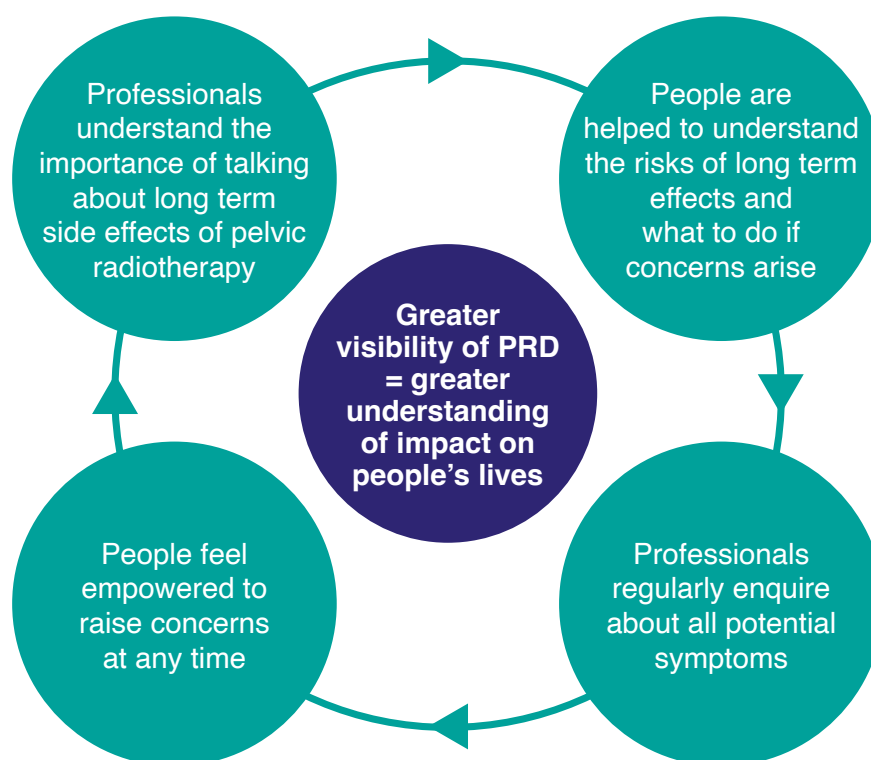 Professionals
understand the
importance of talking
about long term
side effects of pelvic
radiotherapy
People are
helped to understand
the risks of long term
effects and
what to do if
concerns arise
Greater
visibility of PRD
= greater
understanding
of impact on
people’s lives
People feel
empowered to
raise concerns
at any time
Professionals
regularly enquire
about all potential
symptoms